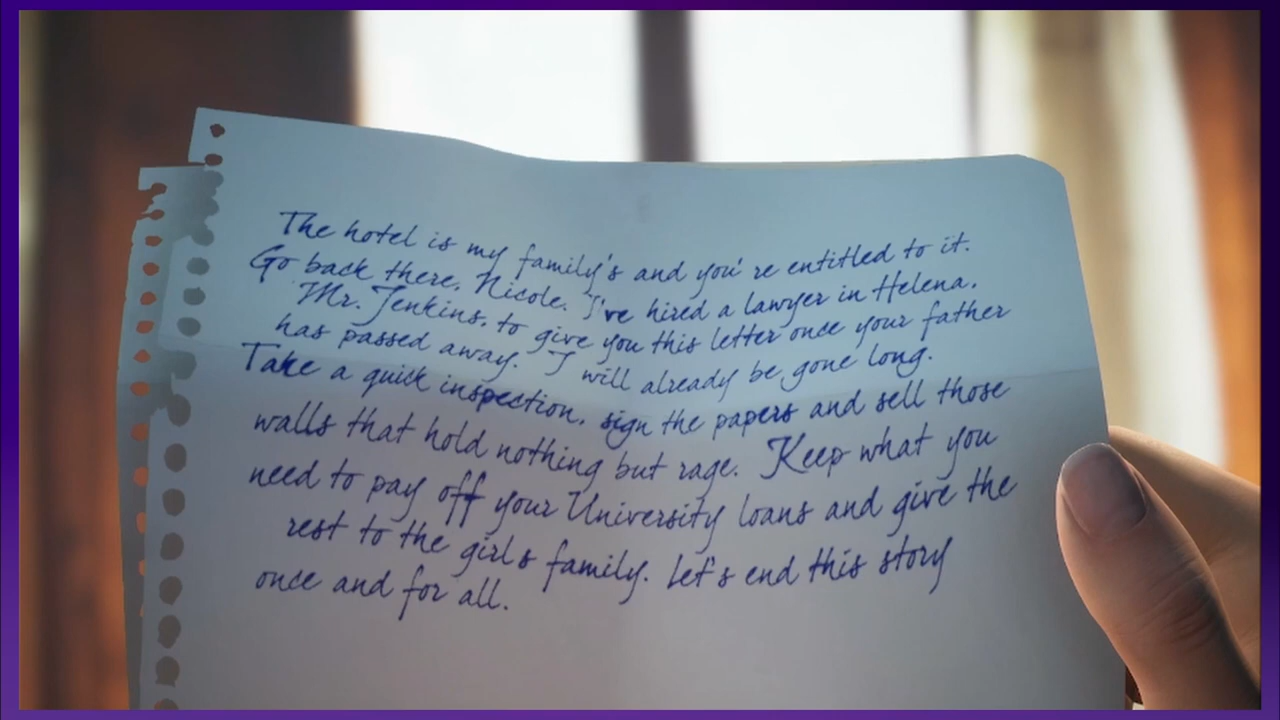 The hotel is my family's and you're entitled to it.
Go back there, Nicole. I've hired a lawyer in Helena,
Mr. Jenkins, to give you this letter once your father
has passed away. I will already be gone long.
Take a quick inspection, sign the papers and sell those
walls that hold nothing but rage. Keep what you
need to pay off your University loans and give the
rest to the girls family. Let's end this story
once and for all.